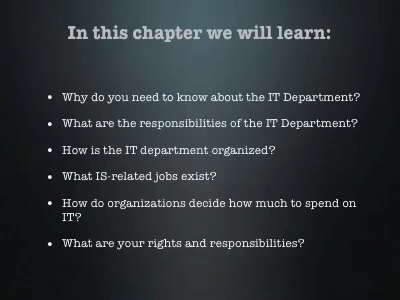 In this chapter we will learn:
• Why do you need to know about the IT Department?
• What are the responsibilities of the IT Department?
• How is the IT department organized?
• What IS-related jobs exist?
• How do organizations decide how much to spend on
IT?
• What are your rights and responsibilities?